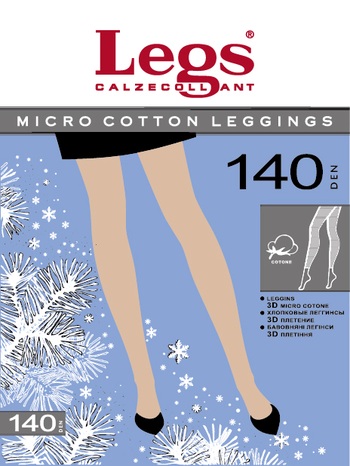 Legs®
CALZECOLLANT
MICRO COTTON LEGGINGS
140 DEN
COTONE
● LEGGINS
3D MICRO COTONE
● ХЛОПКОВЫЕ ЛЕГГИНСЫ
3D ПЛЕТЕНИЕ
● БАВОВНЯНІ ЛЕГІНСИ
3D ПЛЕТІННЯ
140 DEN